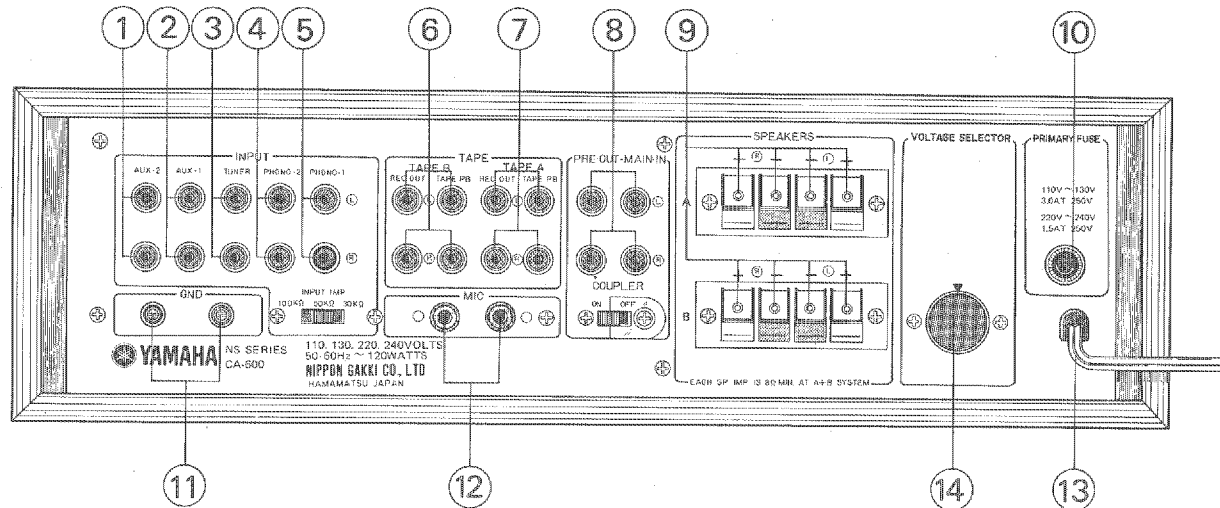 1 2 3 4 5 6 7 8 9 10
INPUT
AUX-2 AUX-1 TUNER PHONO-2 PHONO-1
L
R
INPUT IMP
100KΩ 50KΩ 30KΩ
GND
TAPE
TAPE B TAPE A
REC OUT TAPE PB REC OUT TAPE PB
L L
R R
MIC
PRE OUT-MAIN IN
L
R
COUPLER
ON OFF
SPEAKERS
+ R - + L -
A
+ R - + L -
B
EACH SP IMP IS 8Ω MIN. AT A+B SYSTEM
VOLTAGE SELECTOR
PRIMARY FUSE
110V ~ 130V
3.0AT 250V
220V ~ 240V
1.5AT 250V
YAMAHA NS SERIES
CA-600
110, 130, 220, 240VOLTS
50-60Hz ~ 120WATTS
NIPPON GAKKI CO., LTD
HAMAMATSU JAPAN
11 12 14 13